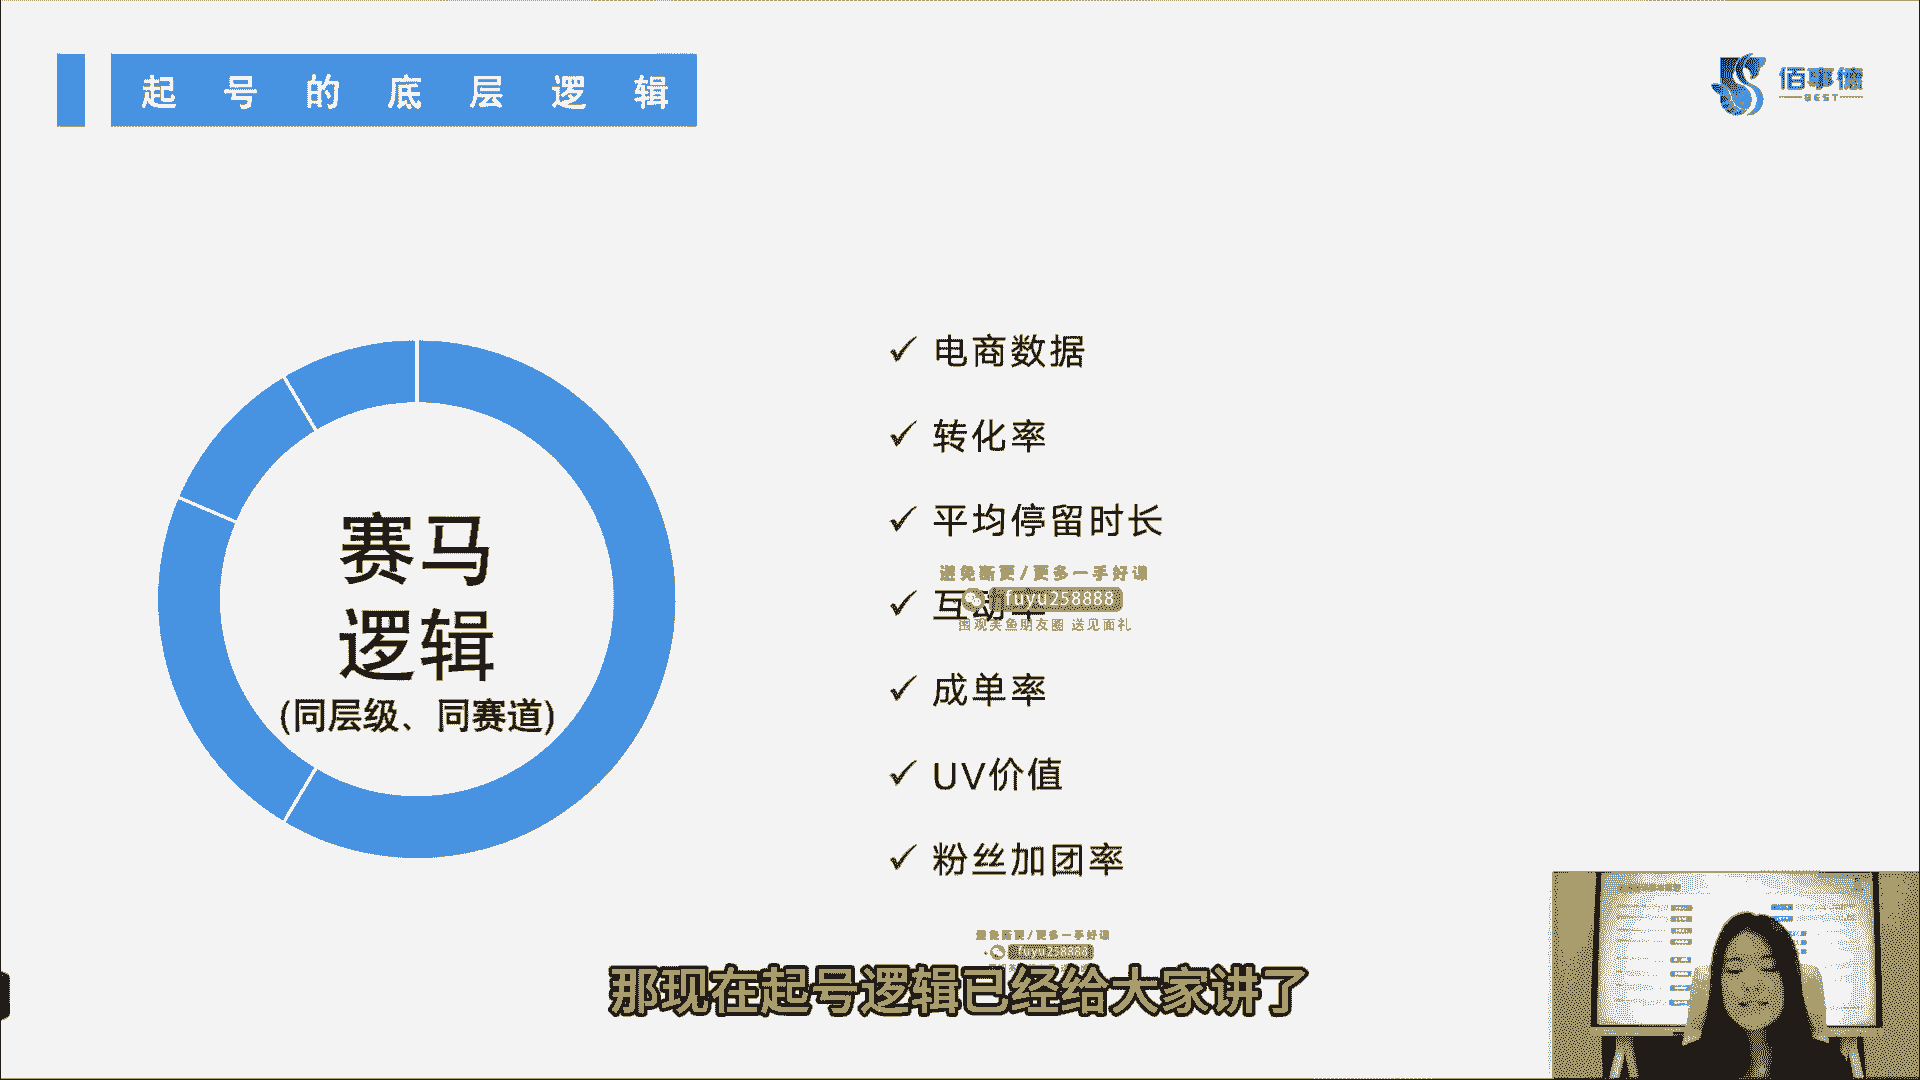 起号的底层逻辑
佰事德
BEST
赛马
逻辑
(同层级、同赛道)
✓ 电商数据
✓ 转化率
✓ 平均停留时长
避免断更/更多一手好课
✓ 互动率
fuyu258888
围观美鱼朋友圈 送见面礼
✓ 成单率
✓ UV价值
✓ 粉丝加团率
避免断更/更多一手好课
fuyu258888
那现在起号逻辑已经给大家讲了